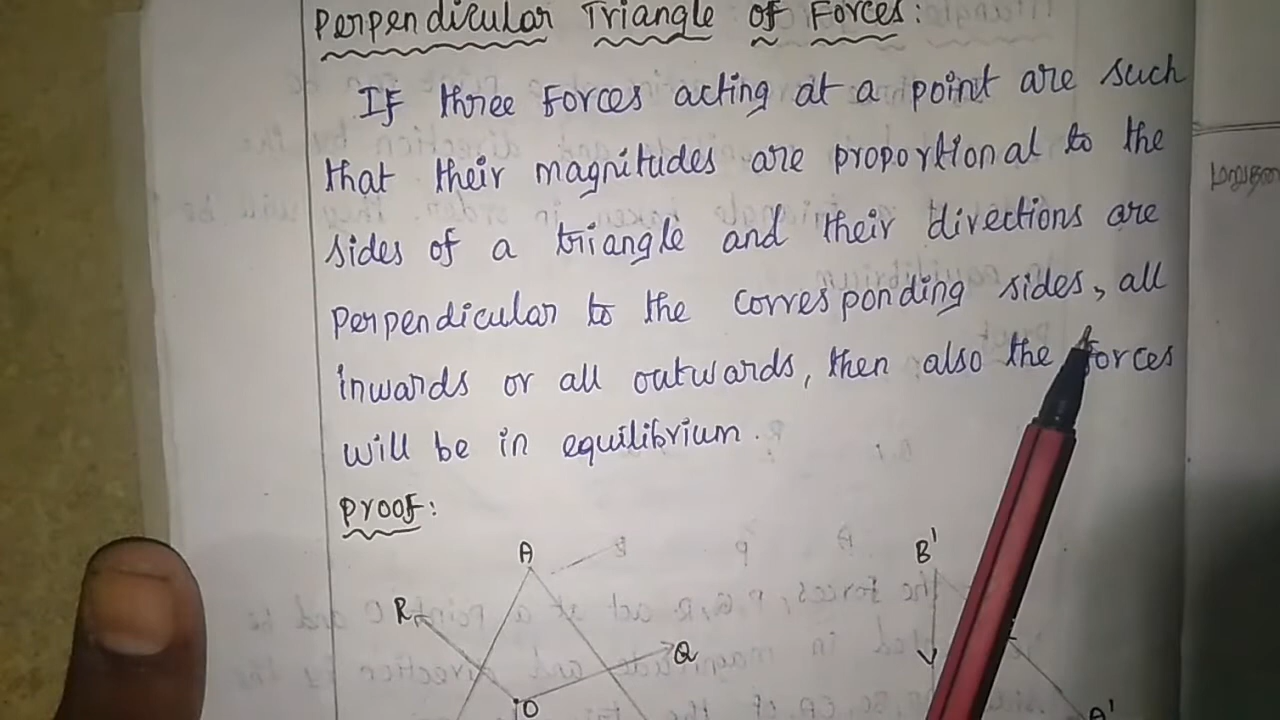 Perpendicular Triangle of Forces:
If three forces acting at a point are such
that their magnitudes are proportional to the
sides of a triangle and their directions are
perpendicular to the corresponding sides, all
inwards or all outwards, then also the forces
will be in equilibrium.
Proof:
A
B'
R
Q
O
A'